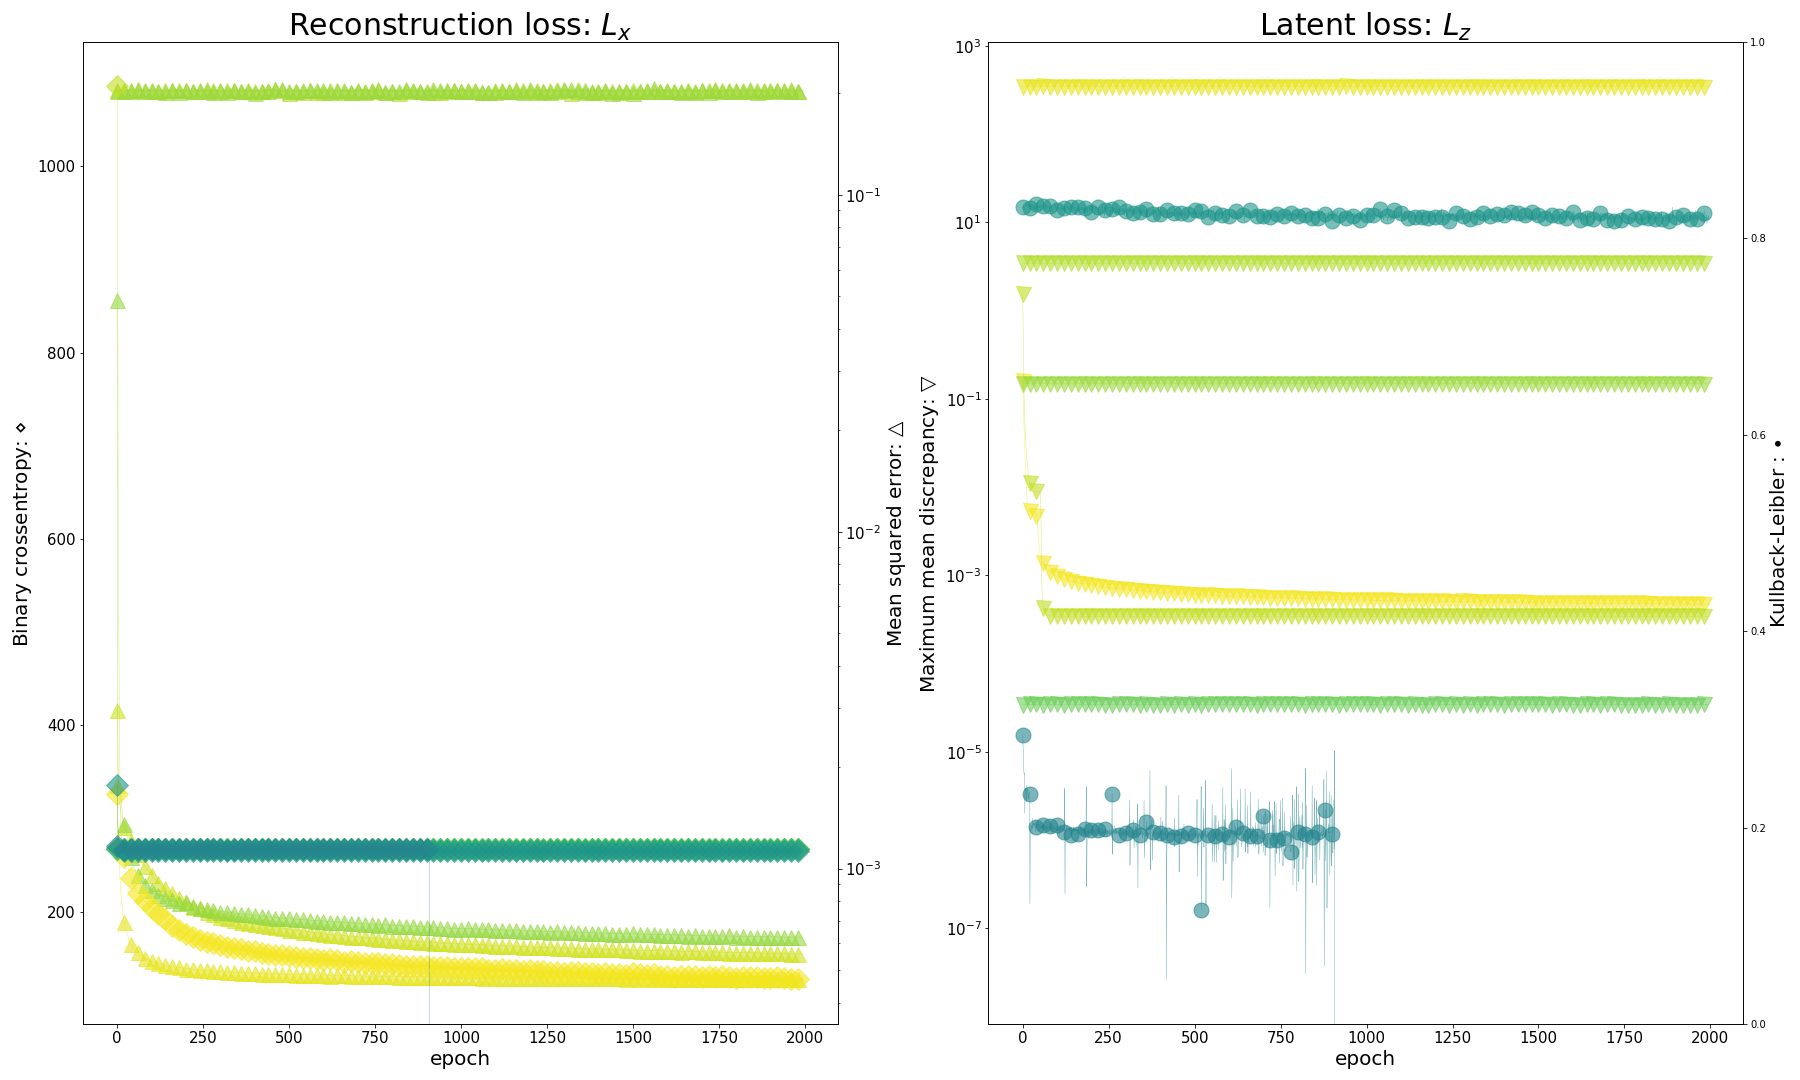 Reconstruction loss: Lₓ
Binary crossentropy: ⋄
1000
800
600
400
200
10⁻¹
10⁻²
10⁻³
Mean squared error: △
0 250 500 750 1000 1250 1500 1750 2000
epoch
Latent loss: L_z
Maximum mean discrepancy: ▽
10³
10¹
10⁻¹
10⁻³
10⁻⁵
10⁻⁷
1.0
0.8
0.6
0.4
0.2
0.0
Kullback-Leibler : •
0 250 500 750 1000 1250 1500 1750 2000
epoch